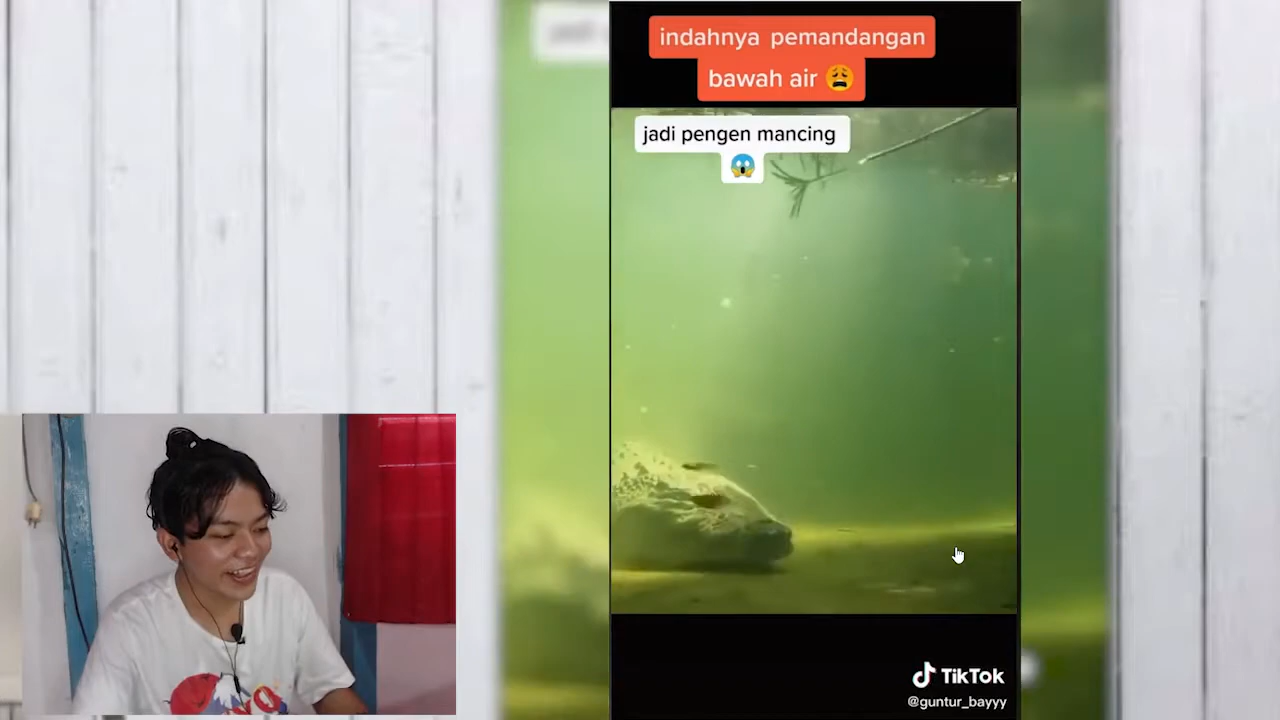 indahnya pemandangan
bawah air 😩
jadi pengen mancing
😱
TikTok
@guntur_bayyy